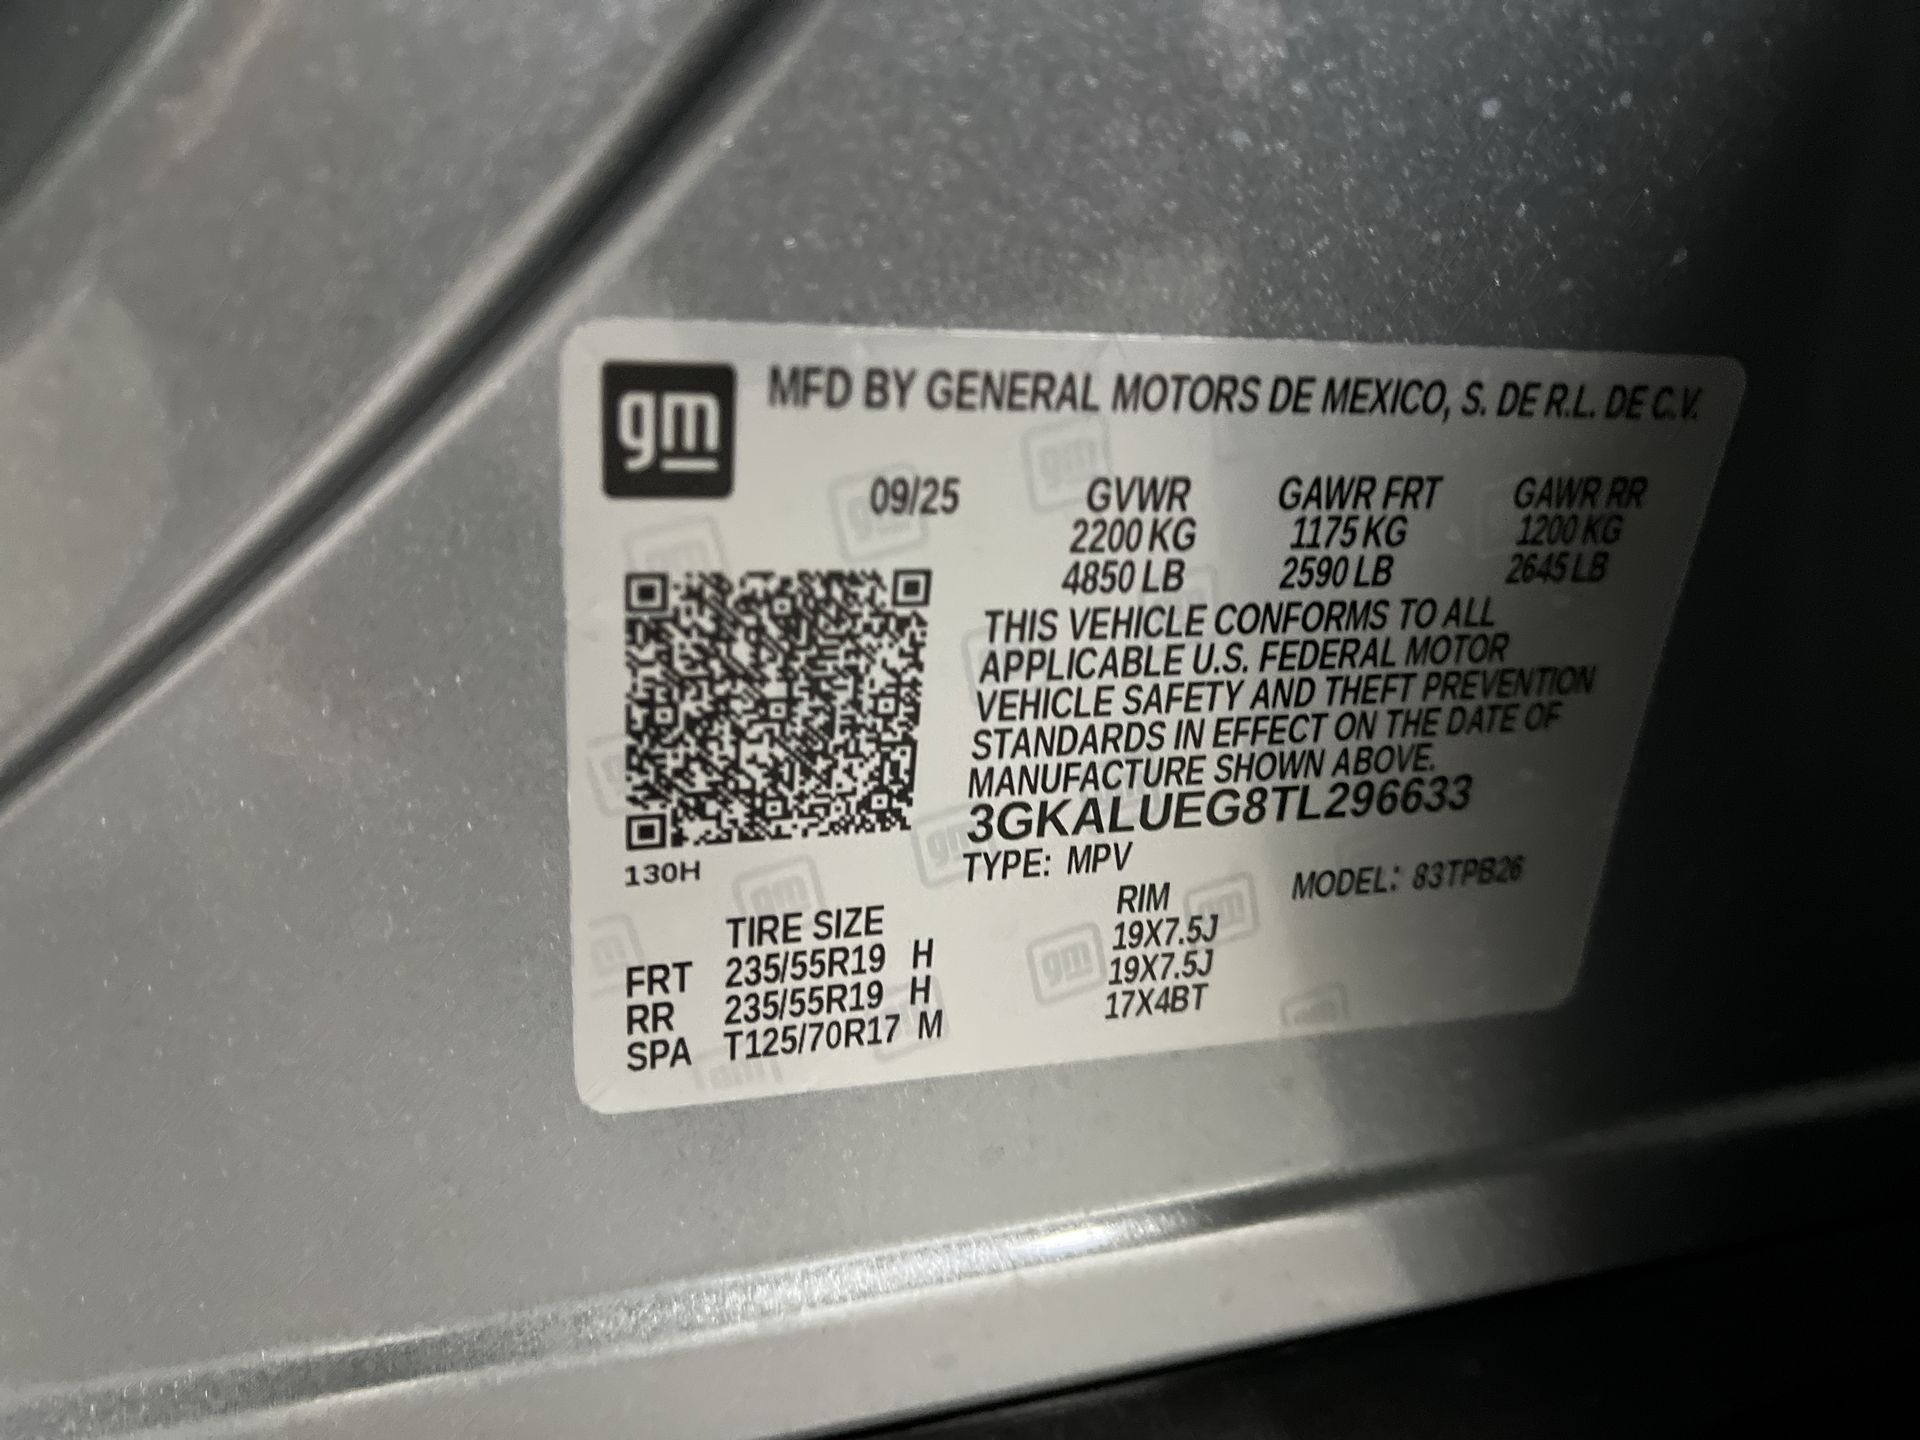 gm
MFD BY GENERAL MOTORS DE MEXICO, S. DE R.L. DE C.V.
09/25 GVWR GAWR FRT GAWR RR
2200 KG 1175 KG 1200 KG
4850 LB 2590 LB 2645 LB
THIS VEHICLE CONFORMS TO ALL
APPLICABLE U.S. FEDERAL MOTOR
VEHICLE SAFETY AND THEFT PREVENTION
STANDARDS IN EFFECT ON THE DATE OF
MANUFACTURE SHOWN ABOVE.
3GKALUEG8TL296633
130H
TYPE: MPV MODEL: 83TPB26
TIRE SIZE RIM
FRT 235/55R19 H 19X7.5J
RR 235/55R19 H 19X7.5J
SPA T125/70R17 M 17X4BT